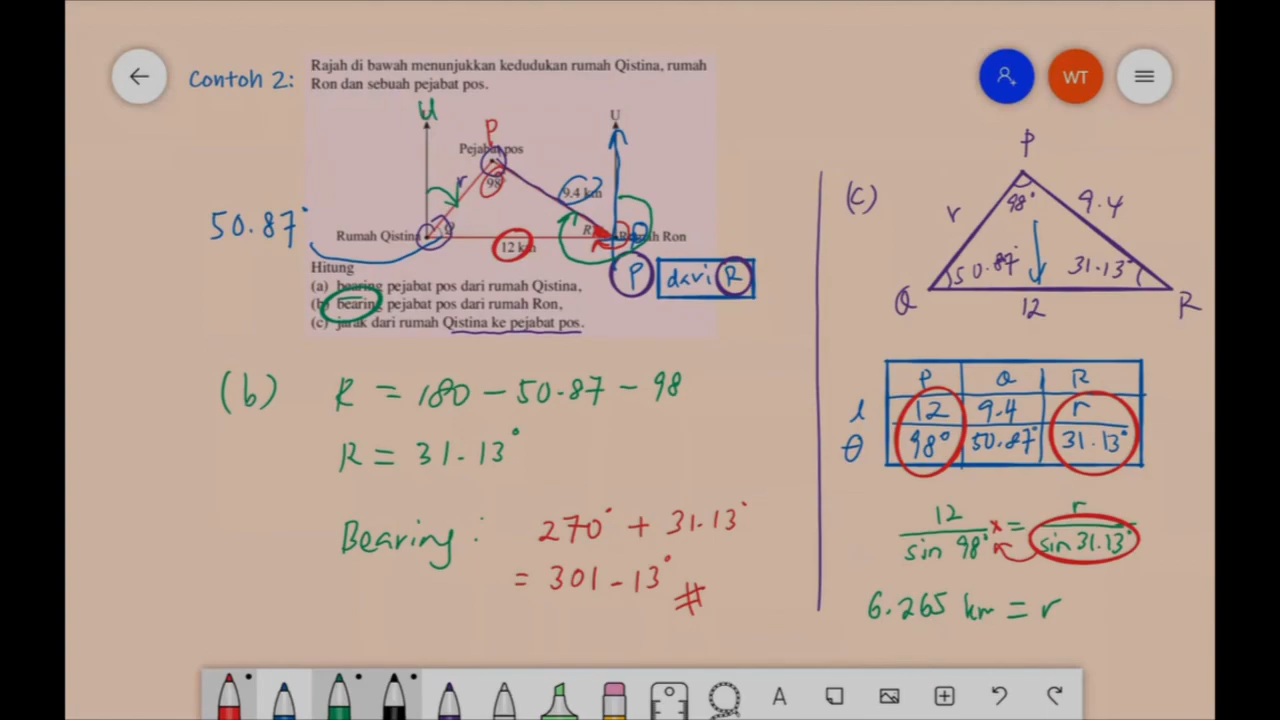 Contoh 2:
Rajah di bawah menunjukkan kedudukan rumah Qistina, rumah
Ron dan sebuah pejabat pos.
U
U
P
Pejabat pos
r
98
9.4 km
50.87°
Rumah Qistina
Q
12 km
R
Rumah Ron
P dari R
Hitung
(a) bearing pejabat pos dari rumah Qistina,
(b) bearing pejabat pos dari rumah Ron,
(c) jarak dari rumah Qistina ke pejabat pos.
(b) R = 180 - 50.87 - 98
R = 31.13°
Bearing : 270° + 31.13°
= 301.13° #
WT
(c)
P
r
98°
9.4
50.87°
31.13°
Q
12
R
P Q R
l 12 9.4 r
θ 98° 50.87° 31.13°
12 r
x =
sin 98° sin 31.13°
6.265 km = r
A